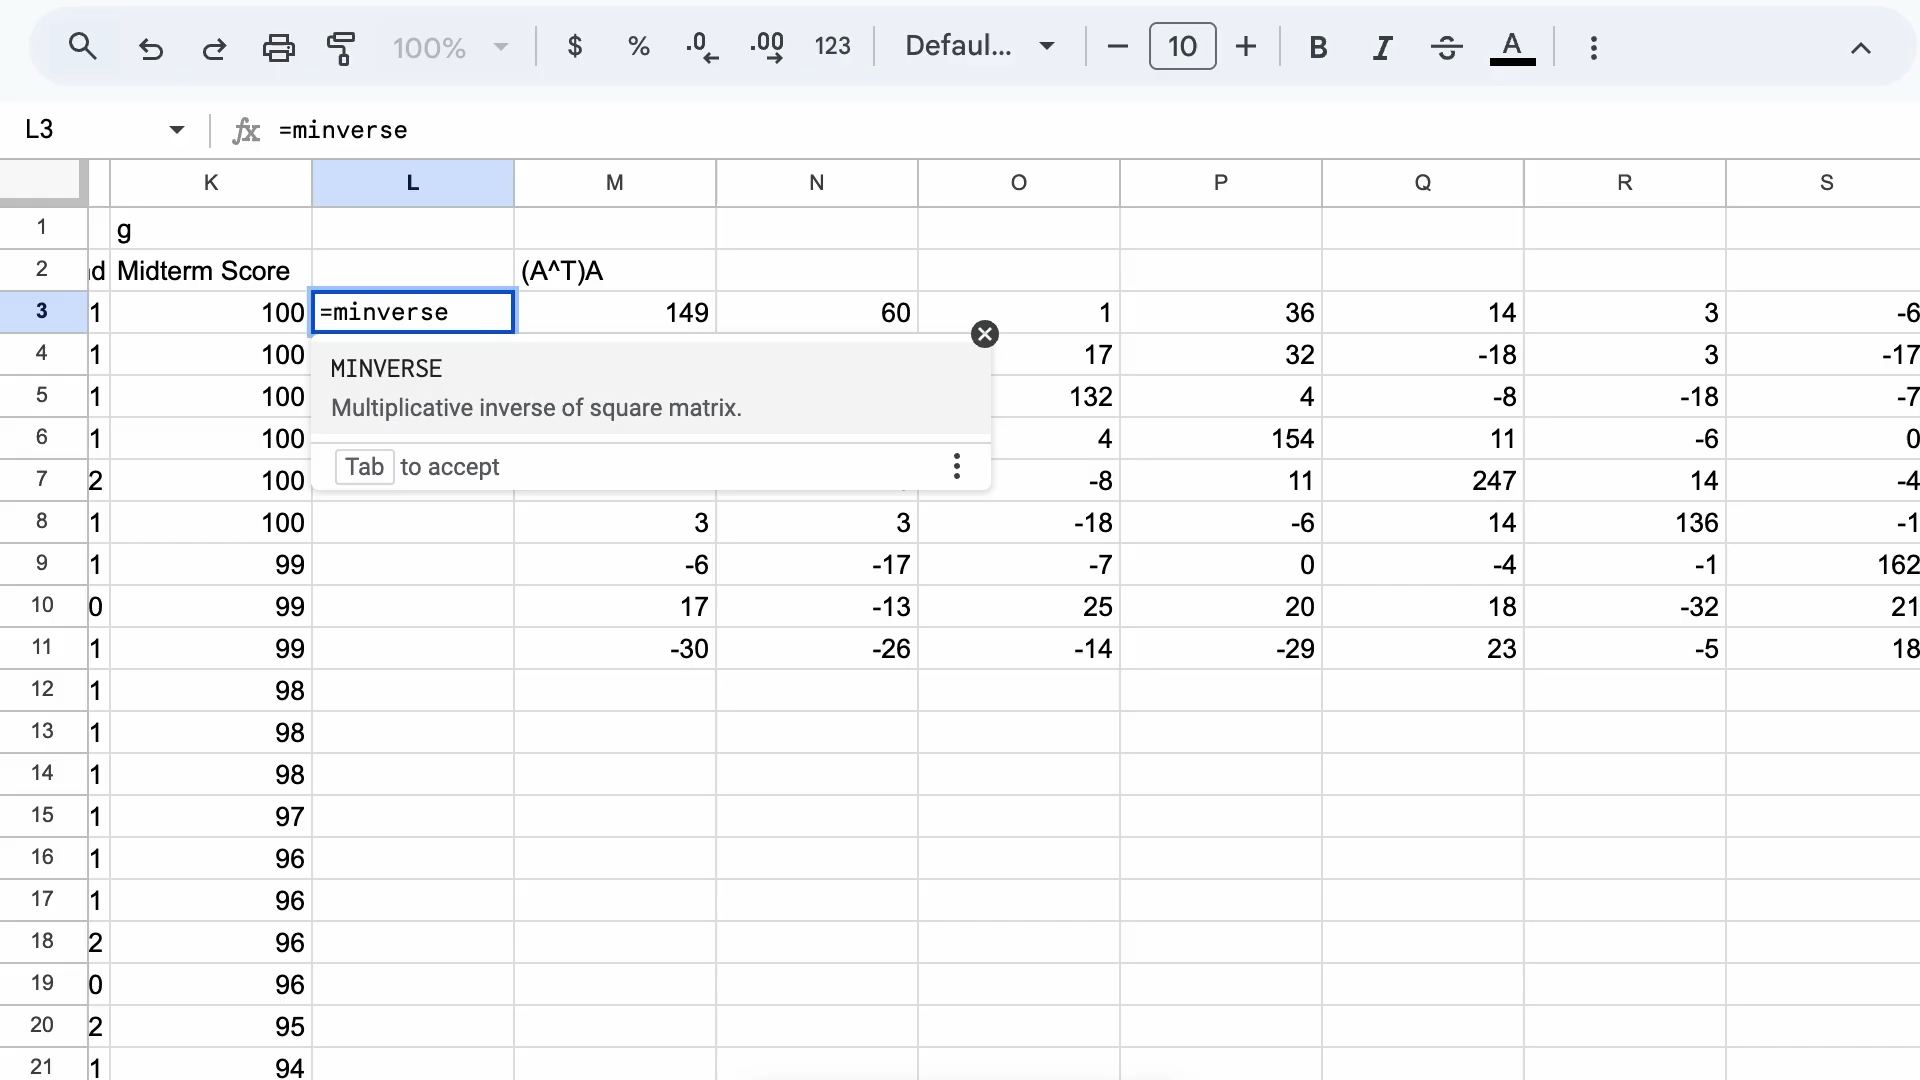 100% $ % .0 .00 123 Defaul... 10 B I S A
L3 fx =minverse
K L M N O P Q R S
1 g
2 d Midterm Score (A^T)A
3 1 100 =minverse 149 60 1 36 14 3 -6
4 1 100 17 32 -18 3 -17
MINVERSE
5 1 100 132 4 -8 -18 -7
Multiplicative inverse of square matrix.
6 1 100 4 154 11 -6 0
Tab to accept
7 2 100 -8 11 247 14 -4
8 1 100 3 3 -18 -6 14 136 -1
9 1 99 -6 -17 -7 0 -4 -1 162
10 0 99 17 -13 25 20 18 -32 21
11 1 99 -30 -26 -14 -29 23 -5 18
12 1 98
13 1 98
14 1 98
15 1 97
16 1 96
17 1 96
18 2 96
19 0 96
20 2 95
21 1 94